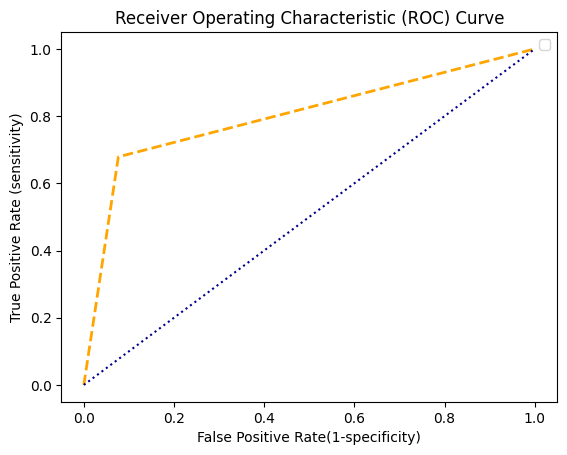 Receiver Operating Characteristic (ROC) Curve
1.0
0.8
0.6
0.4
0.2
0.0
True Positive Rate (sensitivity)
0.0 0.2 0.4 0.6 0.8 1.0
False Positive Rate(1-specificity)